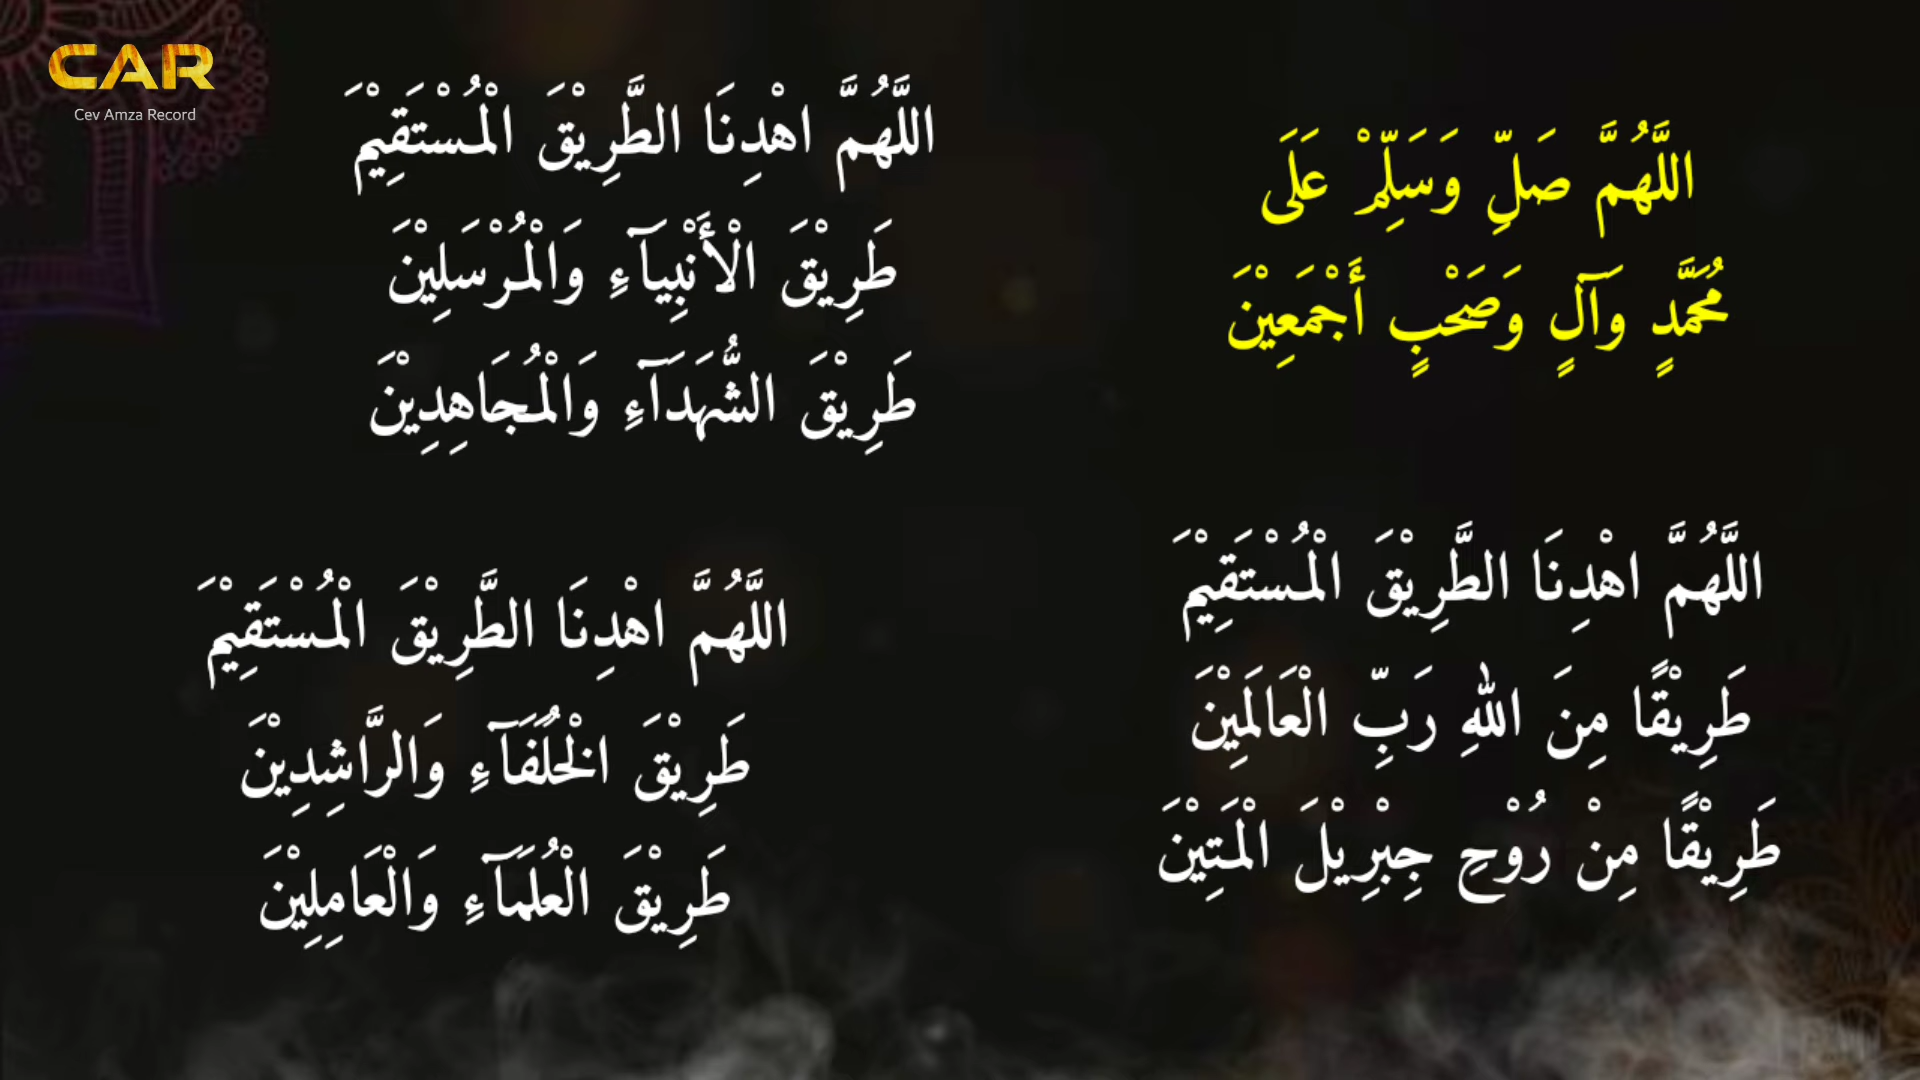 CAR
Cev Amza Record
اللَّهُمَّ صَلِّ وَسَلِّمْ عَلَى
مُحَمَّدٍ وَآلٍ وَصَحْبٍ أَجْمَعِيْنَ
اللَّهُمَّ اهْدِنَا الطَّرِيْقَ الْمُسْتَقِيْمَ
طَرِيْقًا مِنَ اللهِ رَبِّ الْعَالَمِيْنَ
طَرِيْقًا مِنْ رُوْحِ جِبْرِيْلَ الْمَتِيْنَ
اللَّهُمَّ اهْدِنَا الطَّرِيْقَ الْمُسْتَقِيْمَ
طَرِيْقَ الْأَنْبِيَآءِ وَالْمُرْسَلِيْنَ
طَرِيْقَ الشُّهَدَآءِ وَالْمُجَاهِدِيْنَ
اللَّهُمَّ اهْدِنَا الطَّرِيْقَ الْمُسْتَقِيْمَ
طَرِيْقَ الْخُلَفَآءِ وَالرَّاشِدِيْنَ
طَرِيْقَ الْعُلَمَآءِ وَالْعَامِلِيْنَ